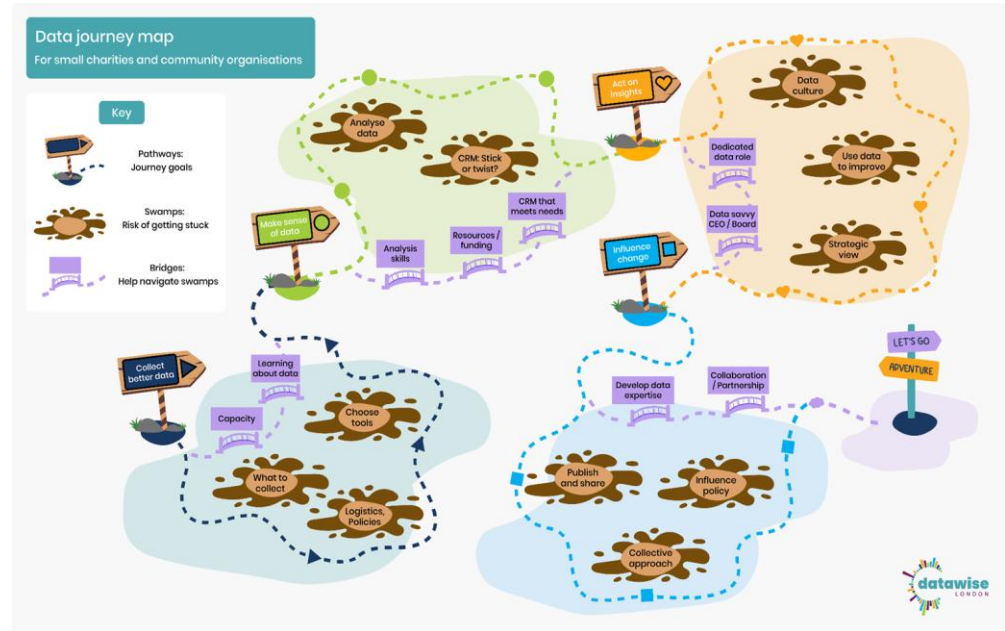 Data journey map
For small charities and community organisations
Key
Pathways:
Journey goals
Swamps:
Risk of getting stuck
Bridges:
Help navigate swamps
Collect
better data
Capacity
Learning
about data
Choose
tools
What to
collect
Logistics,
Policies
Make sense
of data
Analyse
data
CRM: Stick
or twist?
Analysis
skills
Resources /
funding
CRM that
meets needs
Act on
Insights
Data
culture
Dedicated
data role
Use data
to improve
Data savvy
CEO / Board
Strategic
view
Influence
change
Develop data
expertise
Collaboration
/ Partnership
Publish
and share
Influence
policy
Collective
approach
LET'S GO
ADVENTURE
datawise
LONDON